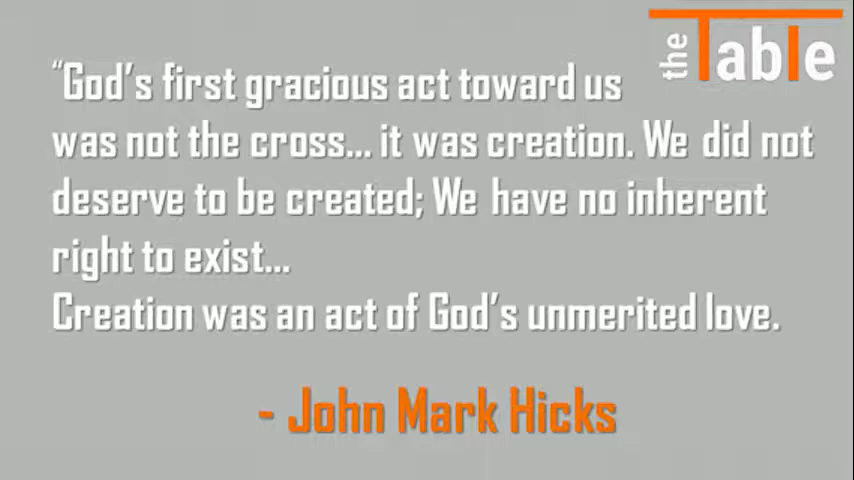 the Table
“God’s first gracious act toward us
was not the cross... it was creation. We did not
deserve to be created; We have no inherent
right to exist...
Creation was an act of God’s unmerited love.
- John Mark Hicks